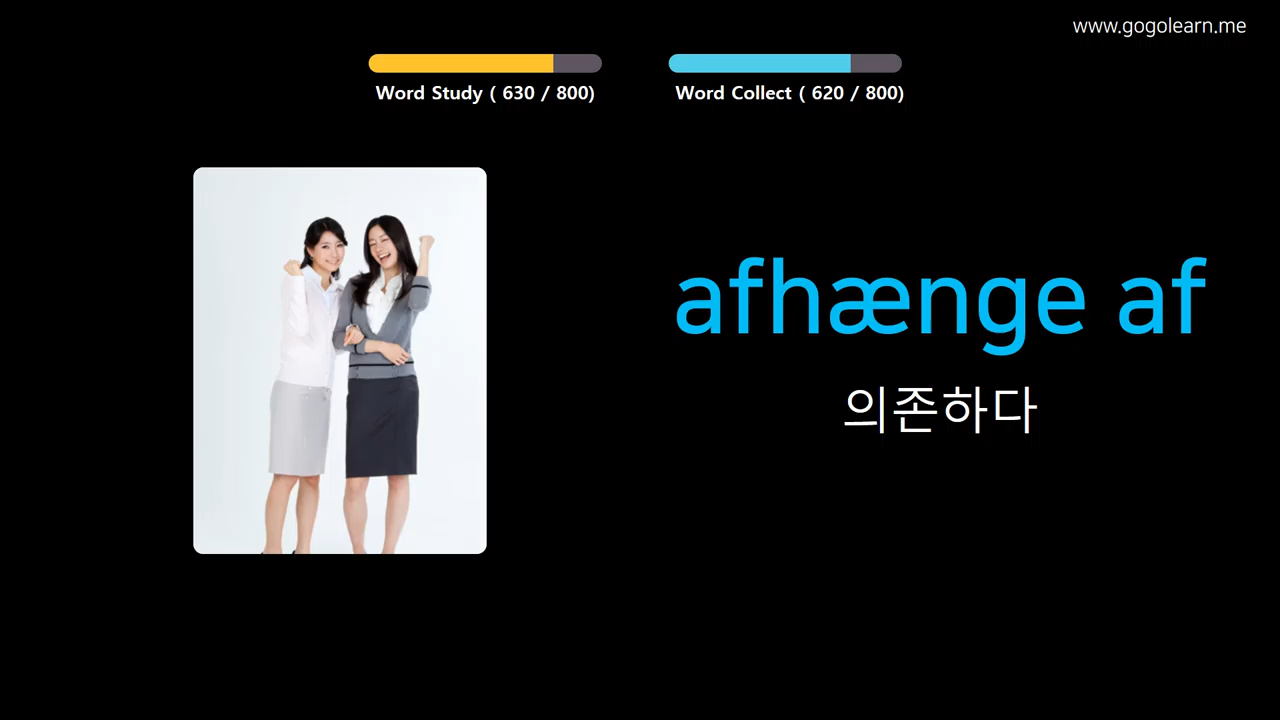 www.gogolearn.me
Word Study ( 630 / 800)
Word Collect ( 620 / 800)
afhænge af
의존하다